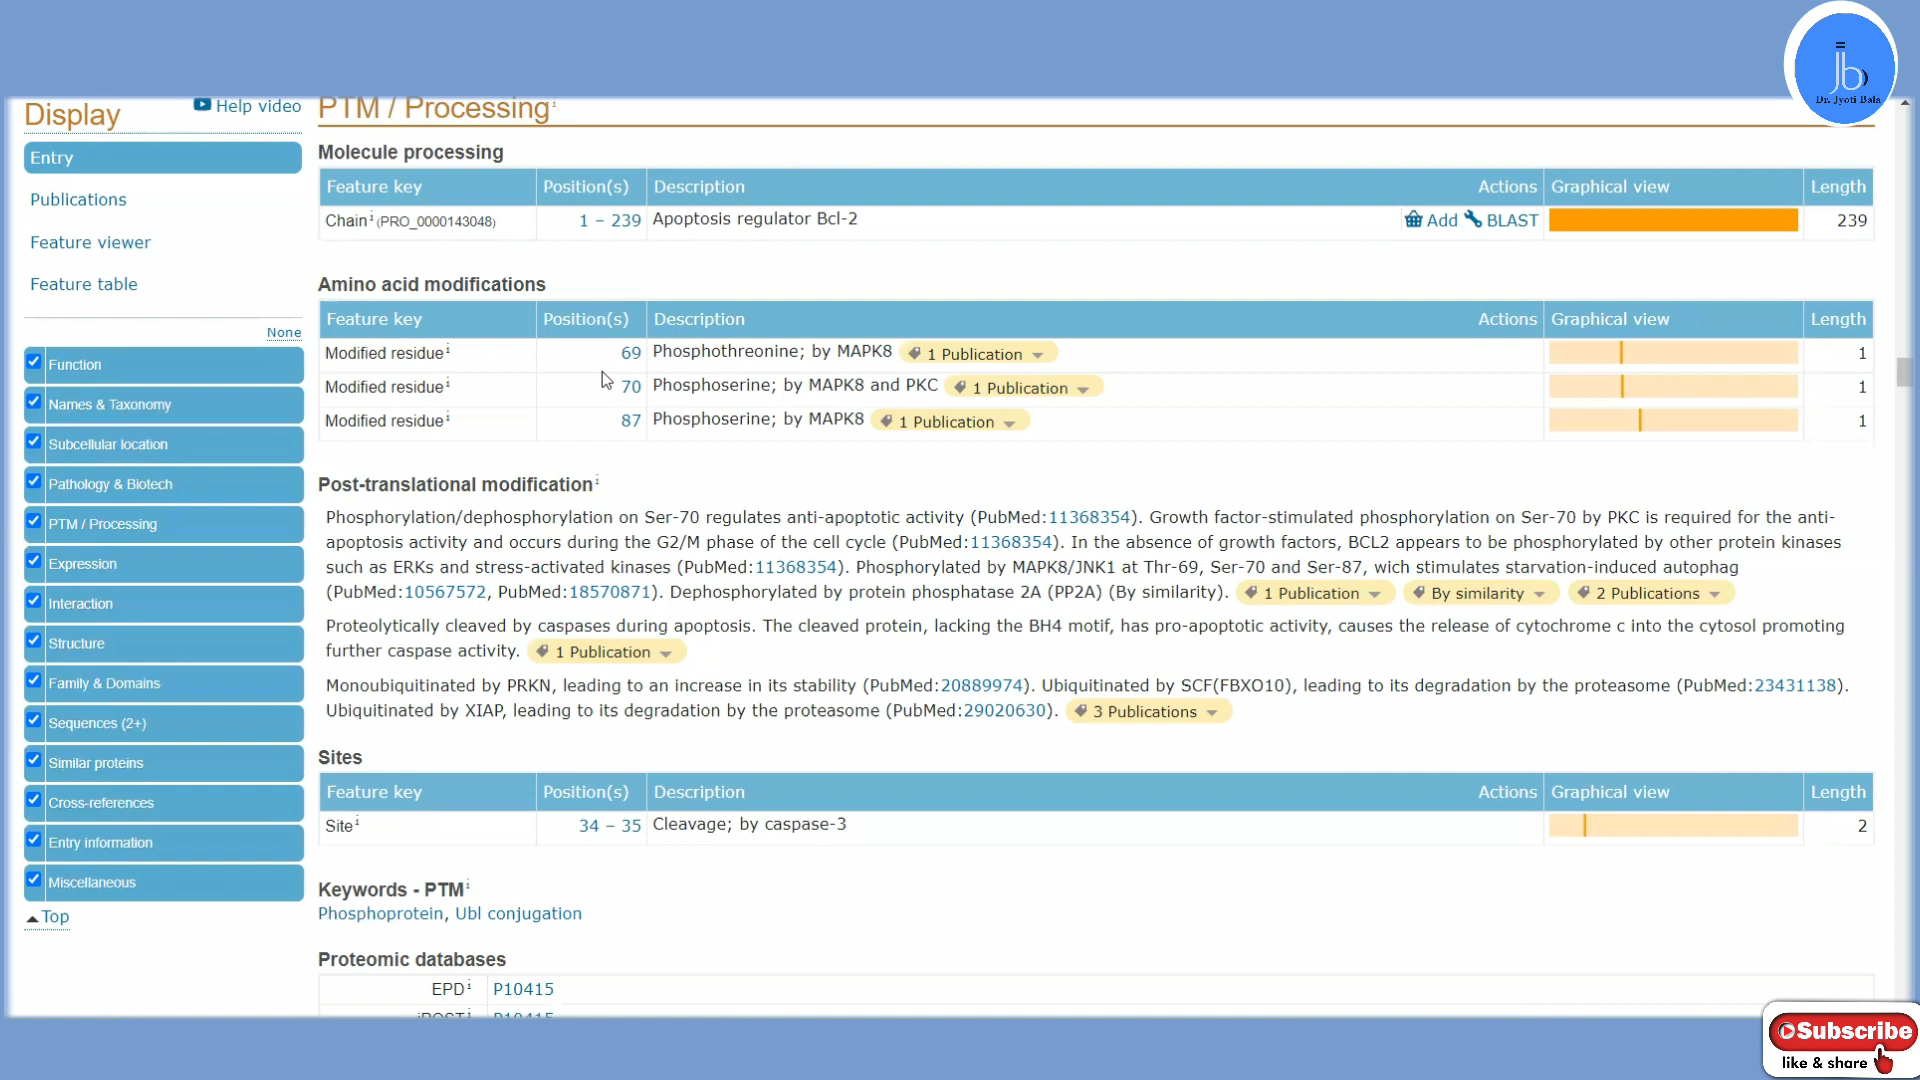 jb
Dr. Jyoti Bala
Display
Help video
PTM / Processing i
Entry
Publications
Feature viewer
Feature table
None
Function
Names & Taxonomy
Subcellular location
Pathology & Biotech
PTM / Processing
Expression
Interaction
Structure
Family & Domains
Sequences (2+)
Similar proteins
Cross-references
Entry information
Miscellaneous
Top
Molecule processing
Feature key Position(s) Description Actions Graphical view Length
Chain i (PRO_0000143048) 1 – 239 Apoptosis regulator Bcl-2 Add BLAST 239
Amino acid modifications
Feature key Position(s) Description Actions Graphical view Length
Modified residue i 69 Phosphothreonine; by MAPK8 1 Publication 1
Modified residue i 70 Phosphoserine; by MAPK8 and PKC 1 Publication 1
Modified residue i 87 Phosphoserine; by MAPK8 1 Publication 1
Post-translational modification i
Phosphorylation/dephosphorylation on Ser-70 regulates anti-apoptotic activity (PubMed:11368354). Growth factor-stimulated phosphorylation on Ser-70 by PKC is required for the anti-
apoptosis activity and occurs during the G2/M phase of the cell cycle (PubMed:11368354). In the absence of growth factors, BCL2 appears to be phosphorylated by other protein kinases
such as ERKs and stress-activated kinases (PubMed:11368354). Phosphorylated by MAPK8/JNK1 at Thr-69, Ser-70 and Ser-87, wich stimulates starvation-induced autophag
(PubMed:10567572, PubMed:18570871). Dephosphorylated by protein phosphatase 2A (PP2A) (By similarity). 1 Publication By similarity 2 Publications
Proteolytically cleaved by caspases during apoptosis. The cleaved protein, lacking the BH4 motif, has pro-apoptotic activity, causes the release of cytochrome c into the cytosol promoting
further caspase activity. 1 Publication
Monoubiquitinated by PRKN, leading to an increase in its stability (PubMed:20889974). Ubiquitinated by SCF(FBXO10), leading to its degradation by the proteasome (PubMed:23431138).
Ubiquitinated by XIAP, leading to its degradation by the proteasome (PubMed:29020630). 3 Publications
Sites
Feature key Position(s) Description Actions Graphical view Length
Site i 34 – 35 Cleavage; by caspase-3 2
Keywords - PTM i
Phosphoprotein, Ubl conjugation
Proteomic databases
EPD i P10415
P10415
Subscribe
like & share